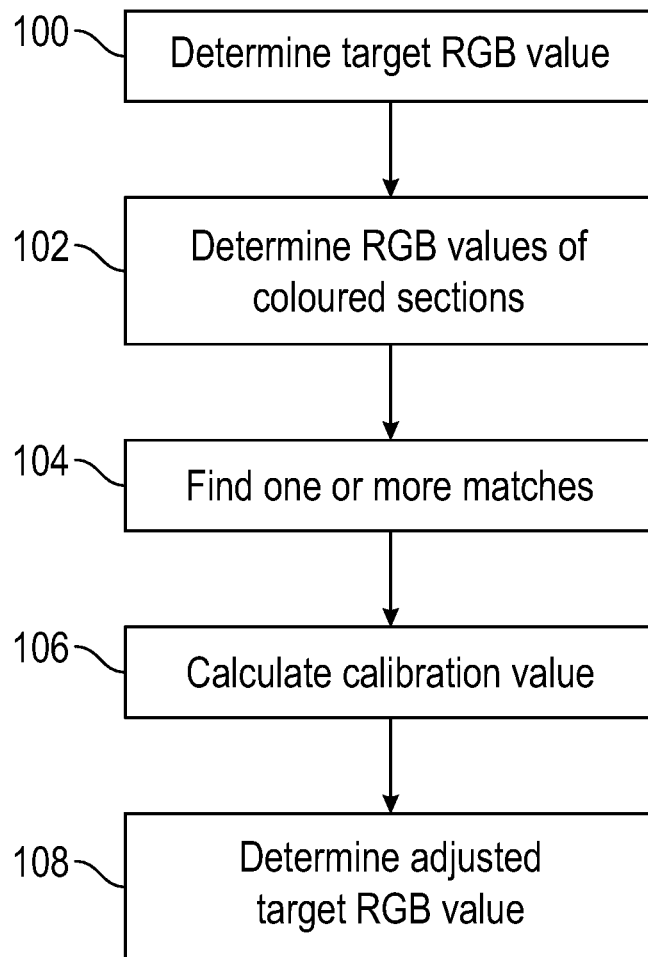 100
Determine target RGB value
102
Determine RGB values of
coloured sections
104
Find one or more matches
106
Calculate calibration value
108
Determine adjusted
target RGB value